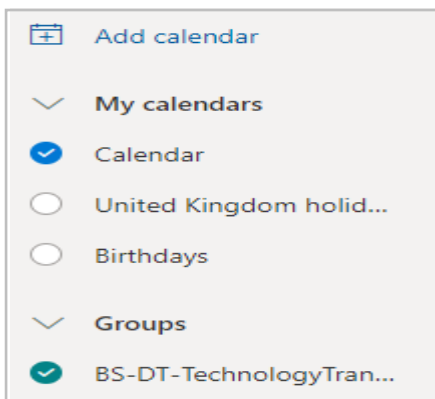 Add calendar
My calendars
Calendar
United Kingdom holid...
Birthdays
Groups
BS-DT-TechnologyTran...